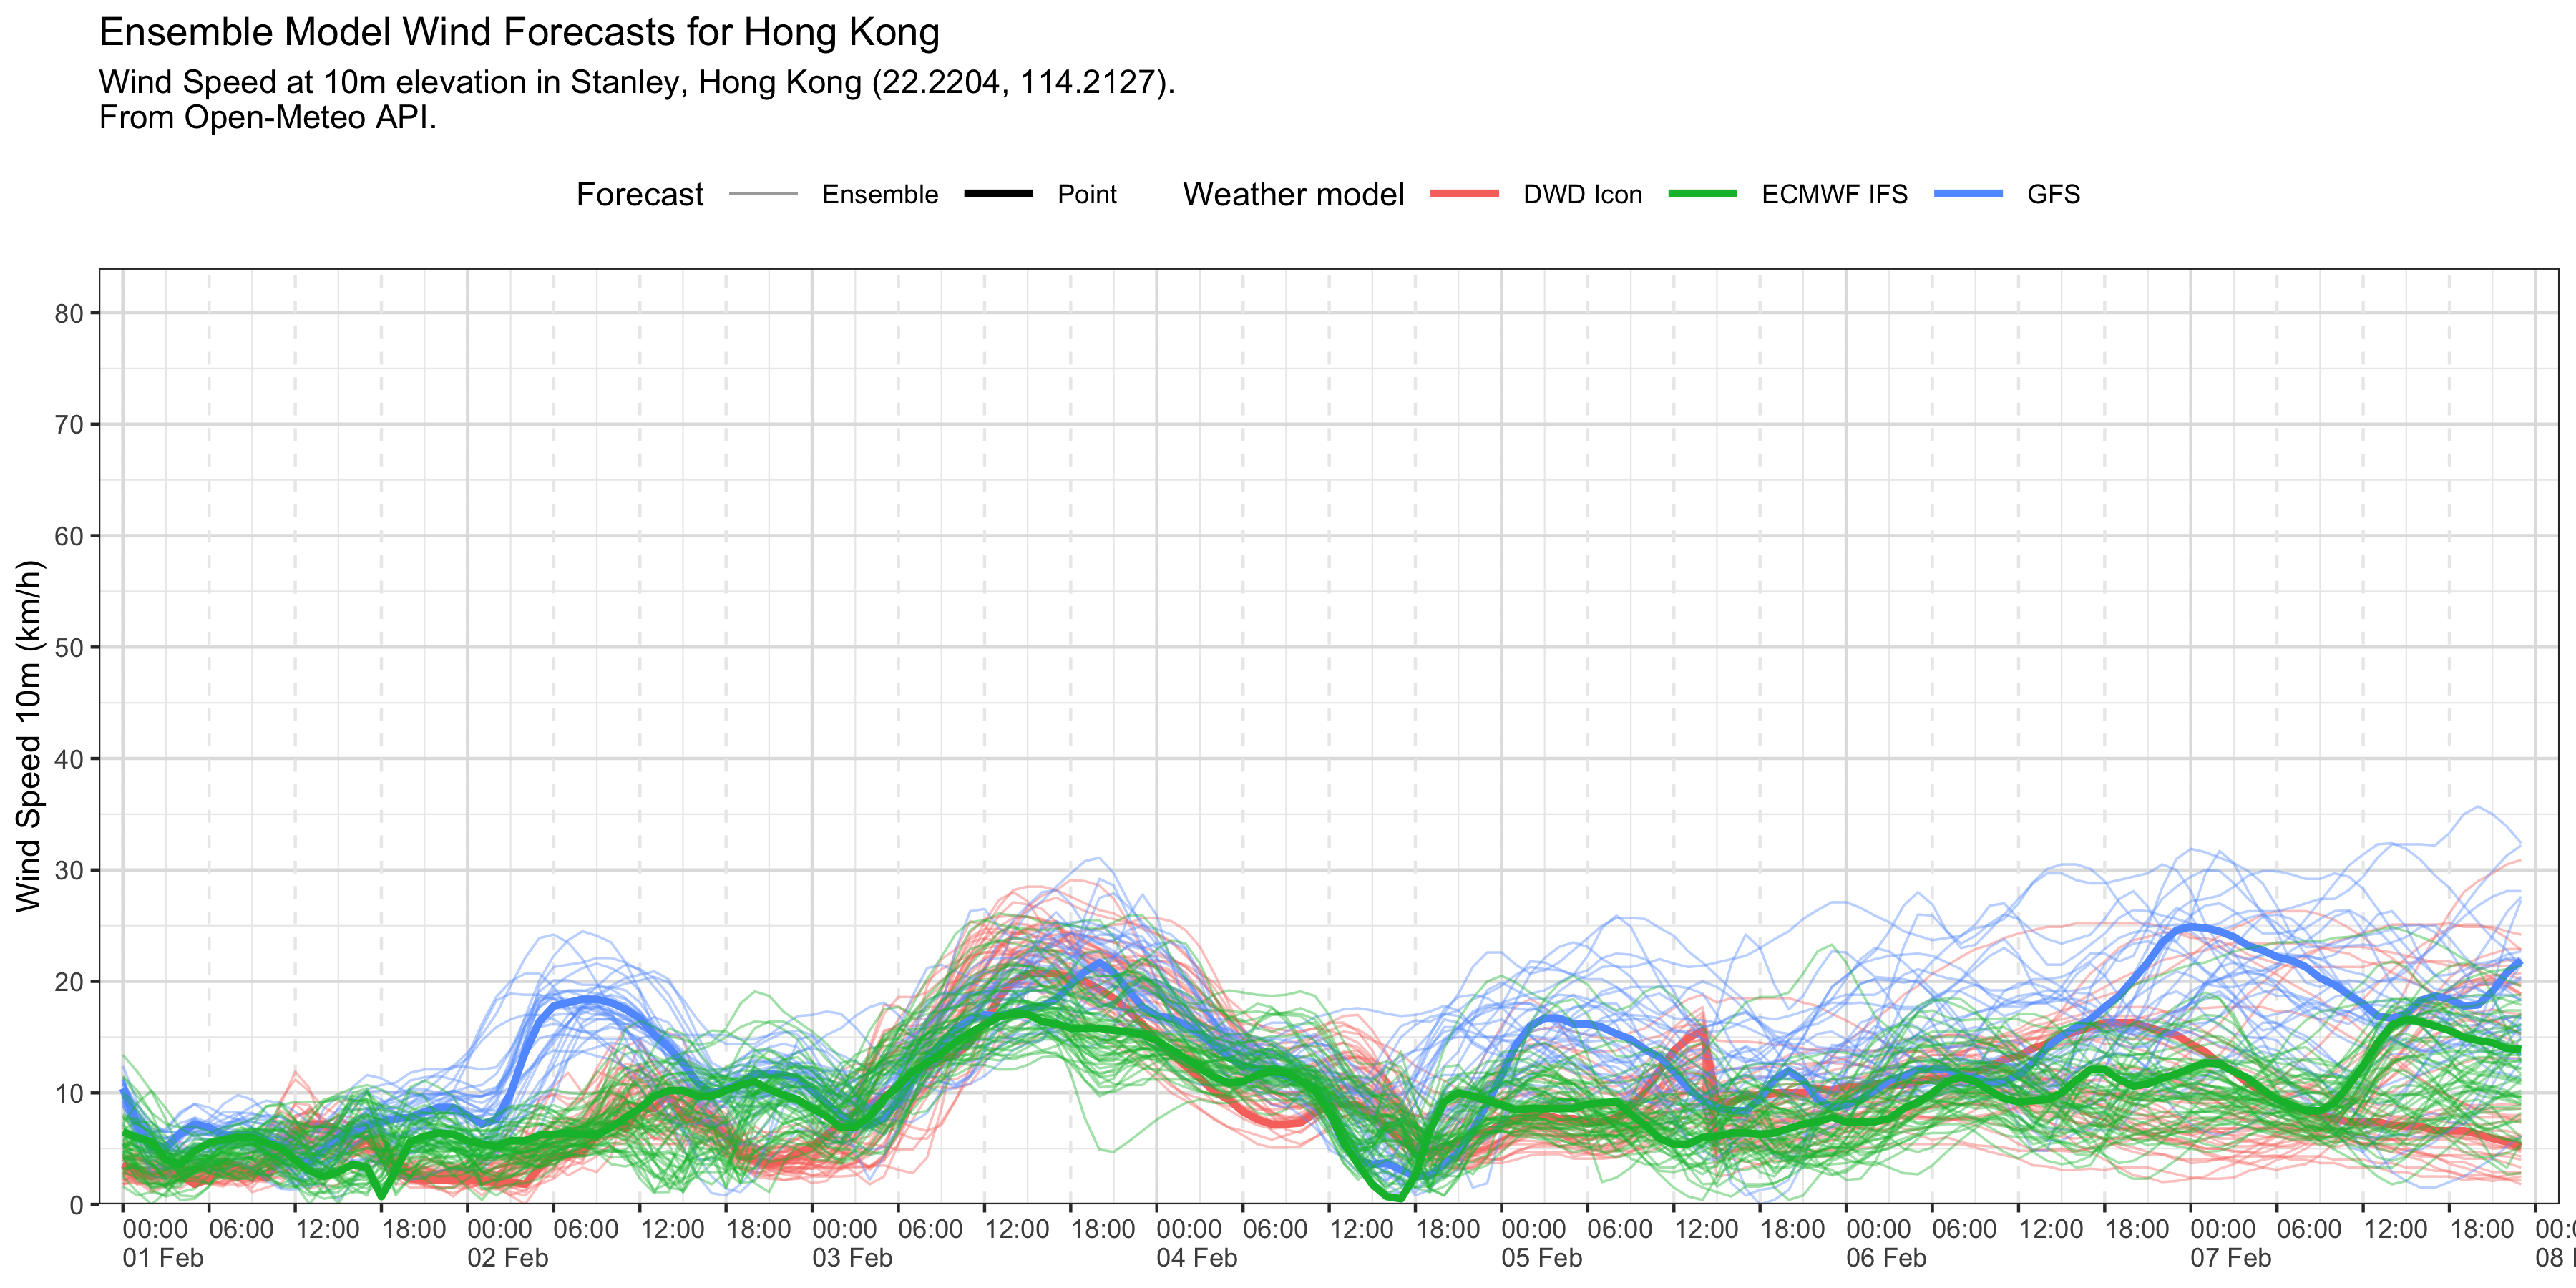 Ensemble Model Wind Forecasts for Hong Kong
Wind Speed at 10m elevation in Stanley, Hong Kong (22.2204, 114.2127).
From Open-Meteo API.
Forecast Ensemble Point Weather model DWD Icon ECMWF IFS GFS
Wind Speed 10m (km/h)
80
70
60
50
40
30
20
10
0
00:00 06:00 12:00 18:00 00:00 06:00 12:00 18:00 00:00 06:00 12:00 18:00 00:00 06:00 12:00 18:00 00:00 06:00 12:00 18:00 00:00 06:00 12:00 18:00 00:00 06:00 12:00 18:00
01 Feb 02 Feb 03 Feb 04 Feb 05 Feb 06 Feb 07 Feb 08